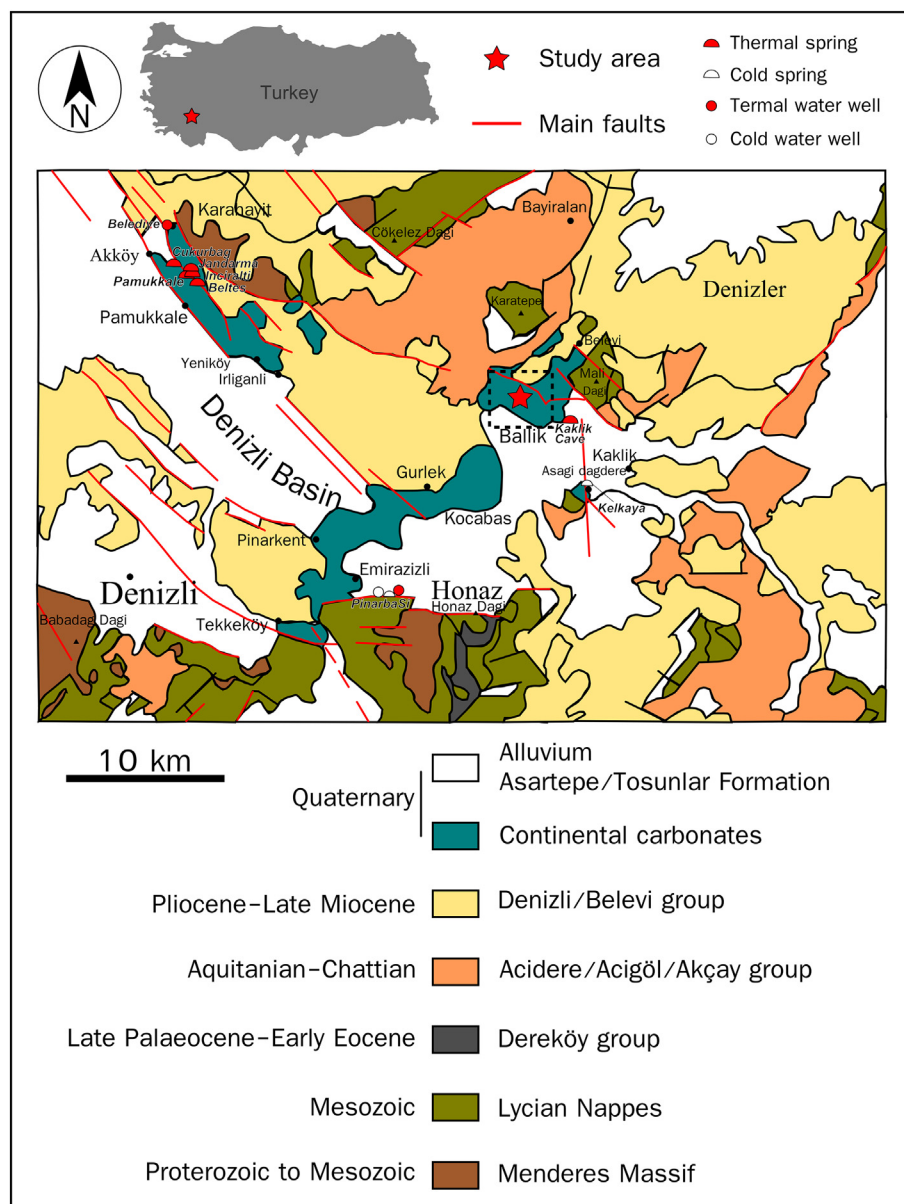 N
Turkey
Study area
Main faults
Thermal spring
Cold spring
Termal water well
Cold water well
Karahayit
Belediye
Akköy
Cukurbag
Jandarma
Inciralti
Pamukkale
Beltes
Pamukkale
Yeniköy
Irliganli
Cökelez Dagi
Bayiralan
Karatepe
Denizler
Belevi
Mali
Dagi
Ballik
Kaklik
Cave
Kaklik
Asagi dagdere
Kelkaya
Denizli Basin
Gurlek
Kocabas
Pinarkent
Emirazizli
Denizli
PinarbaSi
Honaz
Honaz Dagi
Babadag Dagi
Tekkeköy
10 km
Quaternary
Alluvium
Asartepe/Tosunlar Formation
Continental carbonates
Pliocene–Late Miocene
Denizli/Belevi group
Aquitanian–Chattian
Acidere/Acigöl/Akçay group
Late Palaeocene–Early Eocene
Dereköy group
Mesozoic
Lycian Nappes
Proterozoic to Mesozoic
Menderes Massif